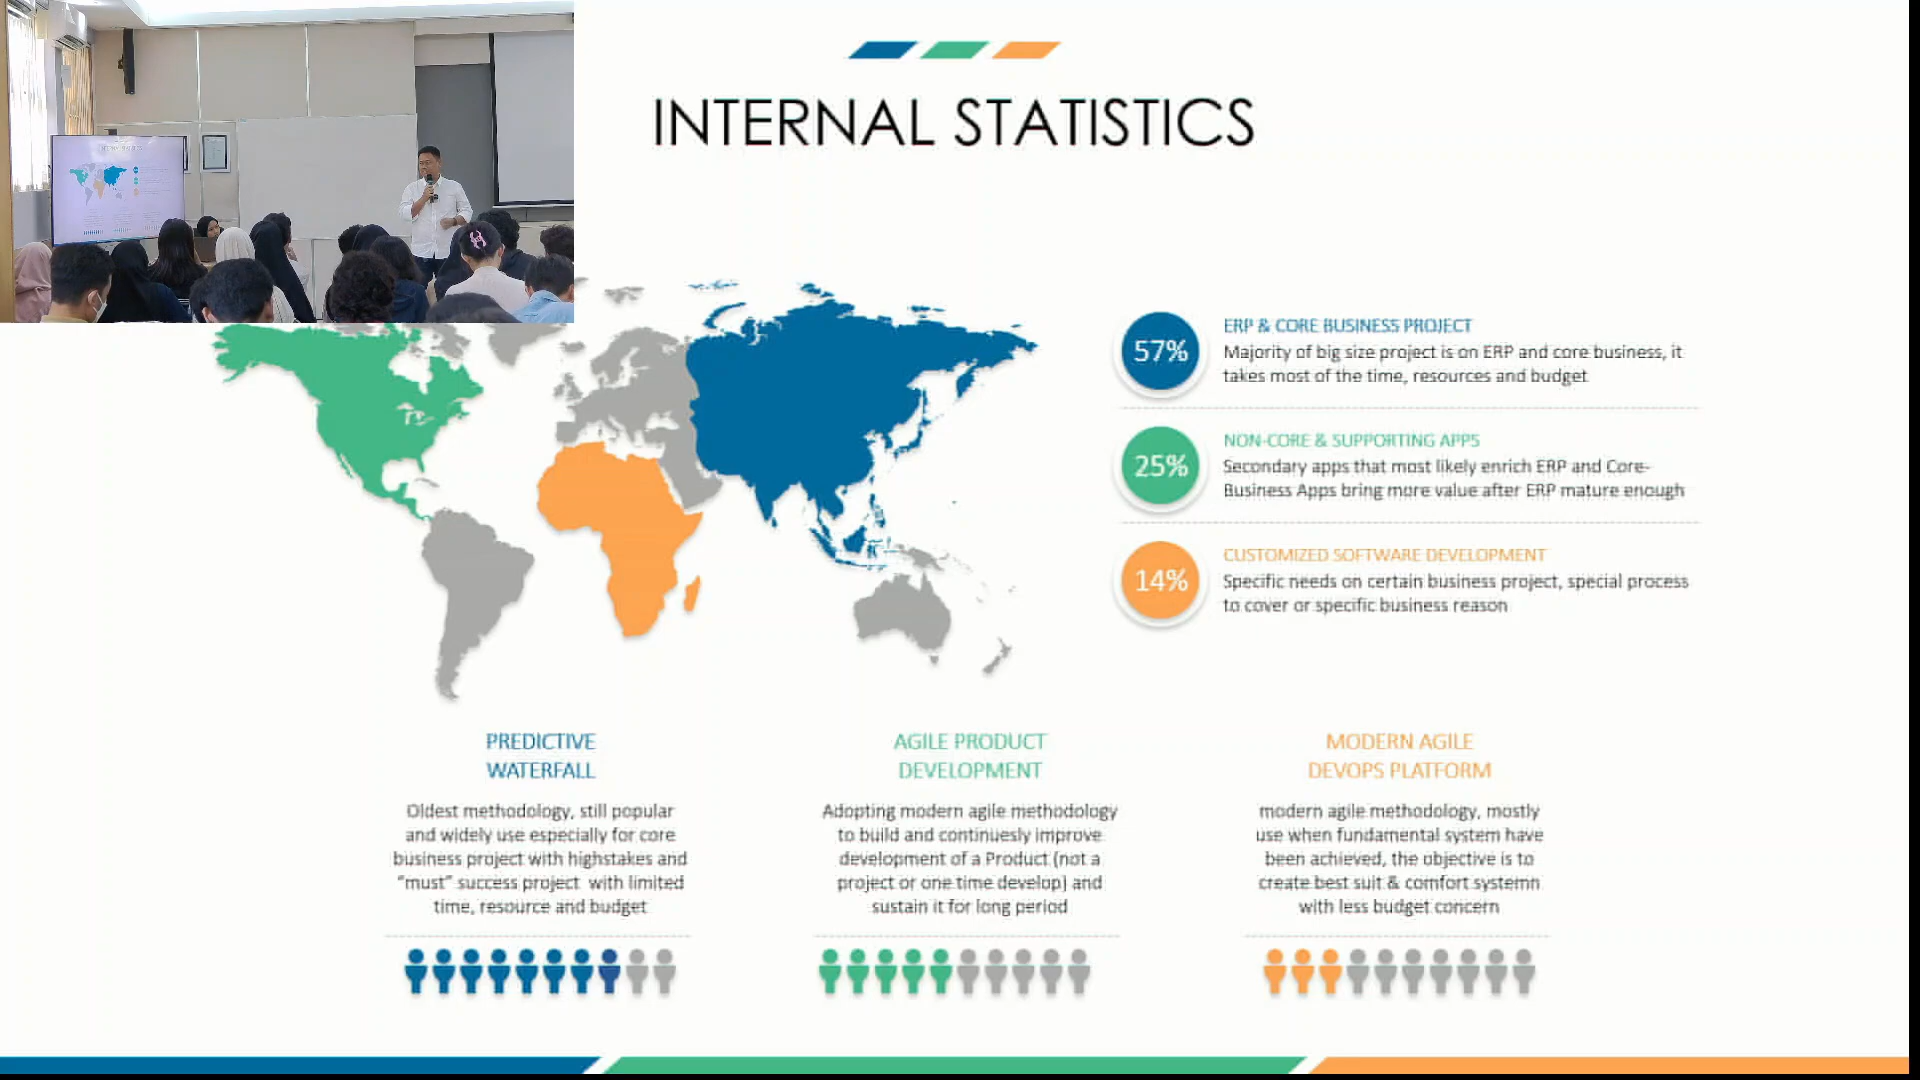 INTERNAL STATISTICS
57%
ERP & CORE BUSINESS PROJECT
Majority of big size project is on ERP and core business, it
takes most of the time, resources and budget
25%
NON-CORE & SUPPORTING APPS
Secondary apps that most likely enrich ERP and Core-
Business Apps bring more value after ERP mature enough
14%
CUSTOMIZED SOFTWARE DEVELOPMENT
Specific needs on certain business project, special process
to cover or specific business reason
PREDICTIVE
WATERFALL
Oldest methodology, still popular
and widely use especially for core
business project with highstakes and
"must" success project with limited
time, resource and budget
AGILE PRODUCT
DEVELOPMENT
Adopting modern agile methodology
to build and continuesly improve
development of a Product (not a
project or one time develop) and
sustain it for long period
MODERN AGILE
DEVOPS PLATFORM
modern agile methodology, mostly
use when fundamental system have
been achieved, the objective is to
create best suit & comfort systemn
with less budget concern